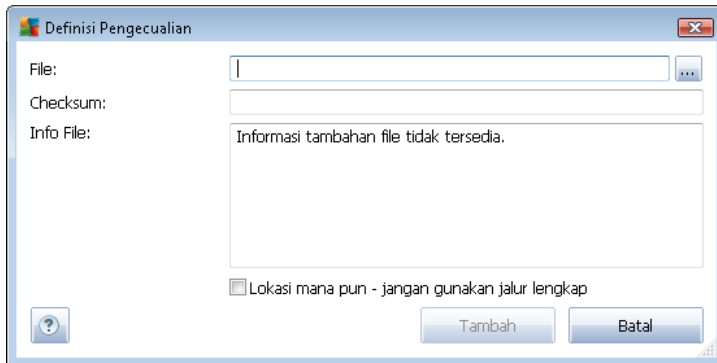 Definisi Pengecualian
File:
...
Checksum:
Info File:
Informasi tambahan file tidak tersedia.
Lokasi mana pun - jangan gunakan jalur lengkap
?
Tambah
Batal